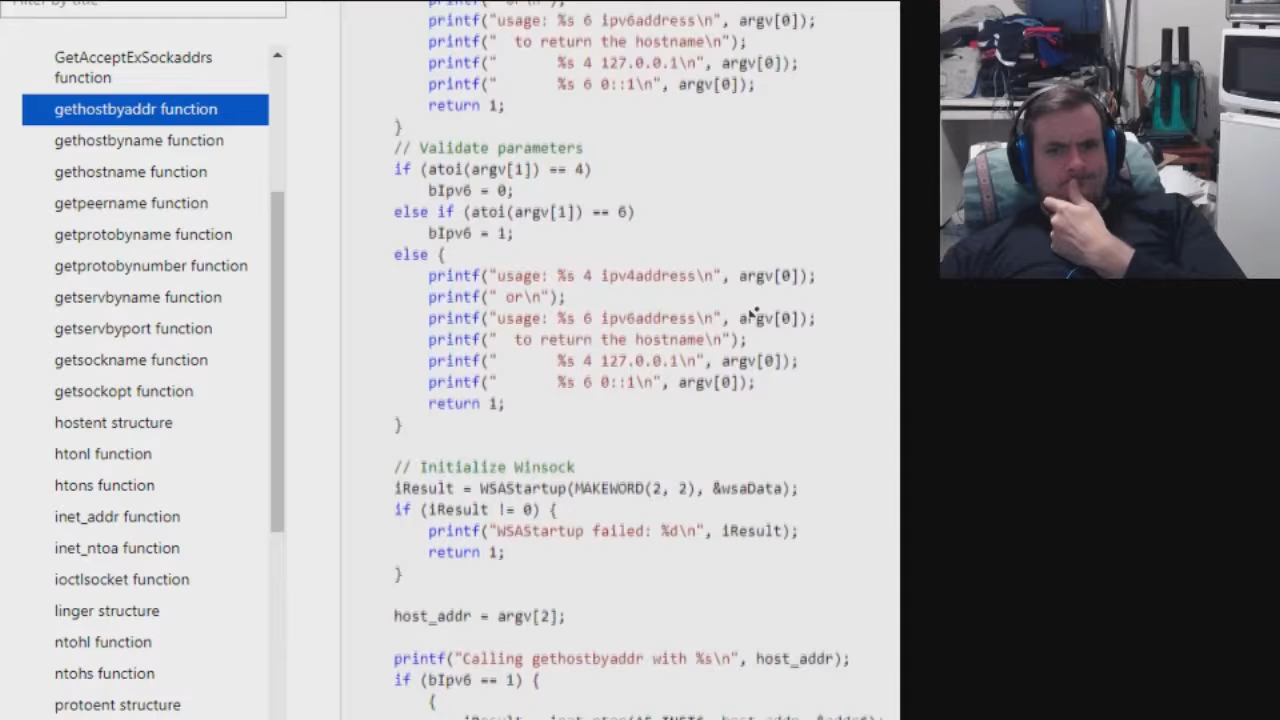 Filter by title
GetAcceptExSockaddrs
function
gethostbyaddr function
gethostbyname function
gethostname function
getpeername function
getprotobyname function
getprotobynumber function
getservbyname function
getservbyport function
getsockname function
getsockopt function
hostent structure
htonl function
htons function
inet_addr function
inet_ntoa function
ioctlsocket function
linger structure
ntohl function
ntohs function
protoent structure
printf("usage: %s 6 ipv6address\n", argv[0]);
printf("  to return the hostname\n");
printf("       %s 4 127.0.0.1\n", argv[0]);
printf("       %s 6 0::1\n", argv[0]);
return 1;
}
// Validate parameters
if (atoi(argv[1]) == 4)
bIpv6 = 0;
else if (atoi(argv[1]) == 6)
bIpv6 = 1;
else {
printf("usage: %s 4 ipv4address\n", argv[0]);
printf(" or\n");
printf("usage: %s 6 ipv6address\n", argv[0]);
printf("  to return the hostname\n");
printf("       %s 4 127.0.0.1\n", argv[0]);
printf("       %s 6 0::1\n", argv[0]);
return 1;
}
// Initialize Winsock
iResult = WSAStartup(MAKEWORD(2, 2), &wsaData);
if (iResult != 0) {
printf("WSAStartup failed: %d\n", iResult);
return 1;
}
host_addr = argv[2];
printf("Calling gethostbyaddr with %s\n", host_addr);
if (bIpv6 == 1) {
{